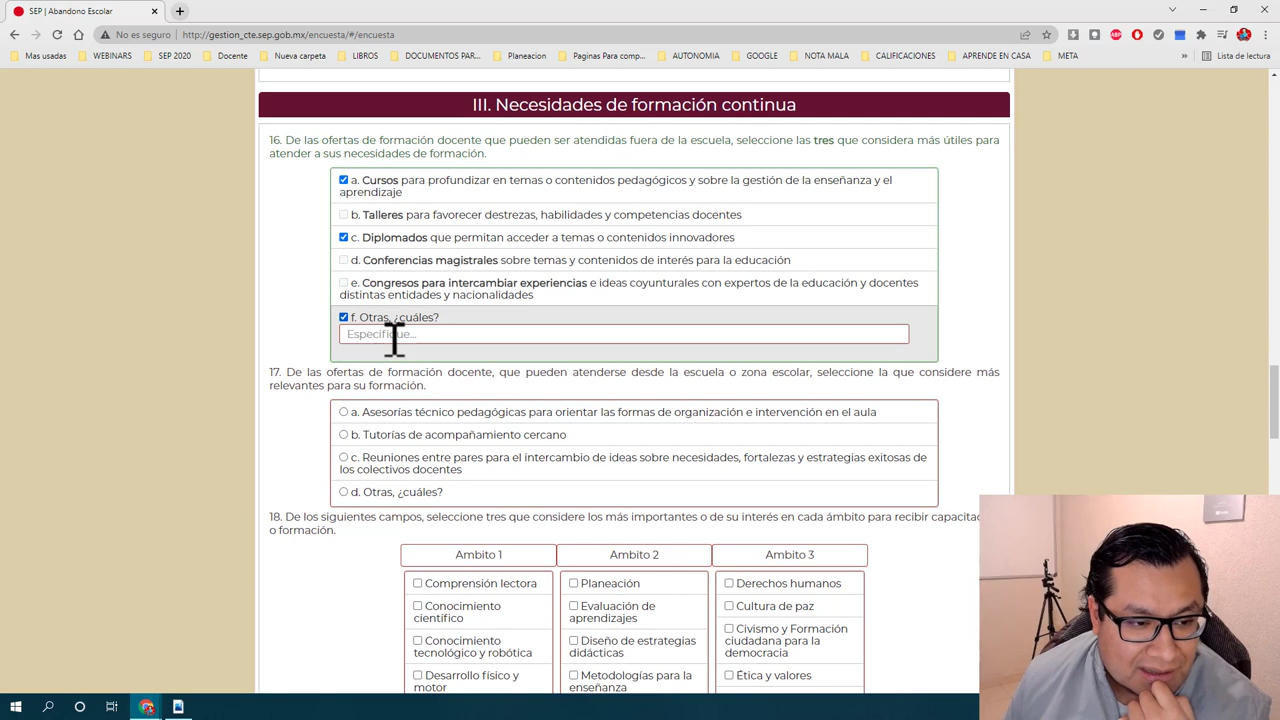 SEP | Abandono Escolar
No es seguro | http://gestion_cte.sep.gob.mx/encuesta/#/encuesta
Mas usadas WEBINARS SEP 2020 Docente Nueva carpeta LIBROS DOCUMENTOS PAR... Planeacion Paginas Para comp... AUTONOMIA GOOGLE NOTA MALA CALIFICACIONES APRENDE EN CASA META » Lista de lectura
III. Necesidades de formación continua
16. De las ofertas de formación docente que pueden ser atendidas fuera de la escuela, seleccione las tres que considera más útiles para
atender a sus necesidades de formación.
a. Cursos para profundizar en temas o contenidos pedagógicos y sobre la gestión de la enseñanza y el
aprendizaje
b. Talleres para favorecer destrezas, habilidades y competencias docentes
c. Diplomados que permitan acceder a temas o contenidos innovadores
d. Conferencias magistrales sobre temas y contenidos de interés para la educación
e. Congresos para intercambiar experiencias e ideas coyunturales con expertos de la educación y docentes
distintas entidades y nacionalidades
f. Otras, ¿cuáles?
Especifique...
17. De las ofertas de formación docente, que pueden atenderse desde la escuela o zona escolar, seleccione la que considere más
relevantes para su formación.
a. Asesorías técnico pedagógicas para orientar las formas de organización e intervención en el aula
b. Tutorías de acompañamiento cercano
c. Reuniones entre pares para el intercambio de ideas sobre necesidades, fortalezas y estrategias exitosas de
los colectivos docentes
d. Otras, ¿cuáles?
18. De los siguientes campos, seleccione tres que considere los más importantes o de su interés en cada ámbito para recibir
o formación.
Ambito 1 Ambito 2 Ambito 3
Comprensión lectora Planeación Derechos humanos
Conocimiento Evaluación de Cultura de paz
científico aprendizajes
Civismo y Formación
Conocimiento Diseño de estrategias ciudadana para la
tecnológico y robótica didácticas democracia
Desarrollo físico y Metodologías para la Ética y valores
motor enseñanza